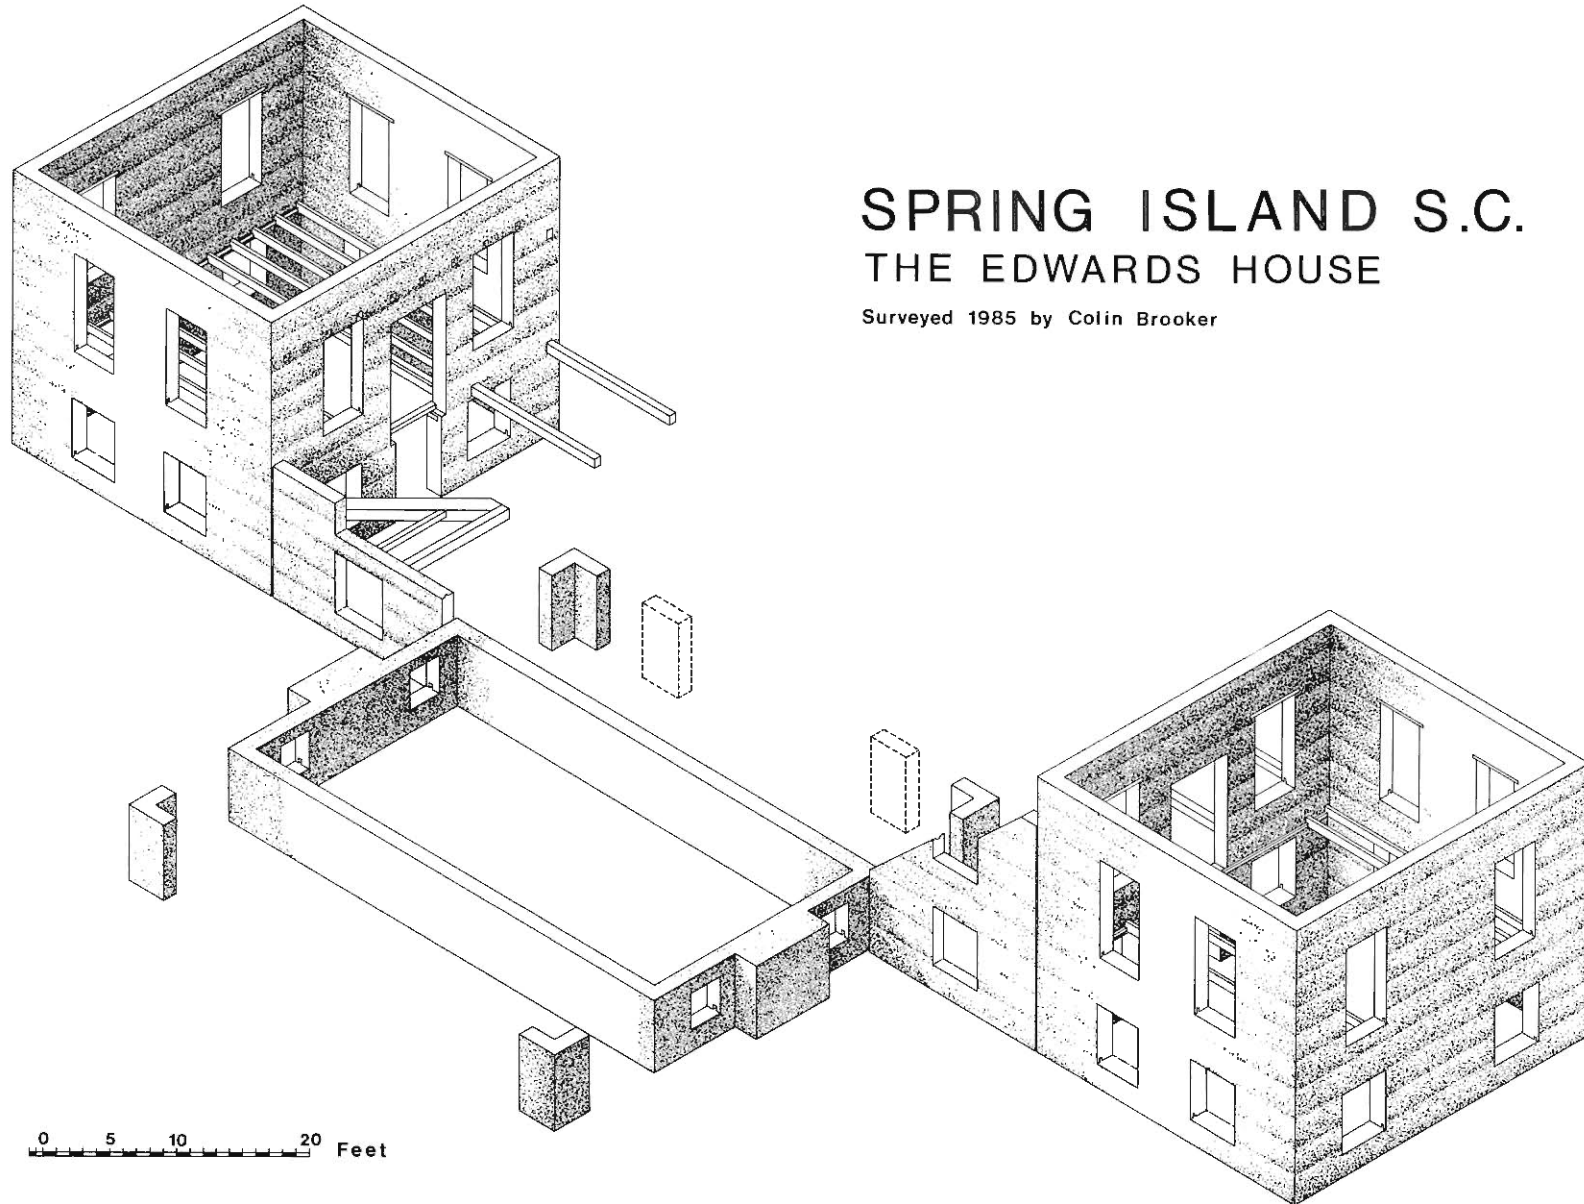 SPRING ISLAND S.C.
THE EDWARDS HOUSE
Surveyed 1985 by Colin Brooker
0 5 10 20 Feet